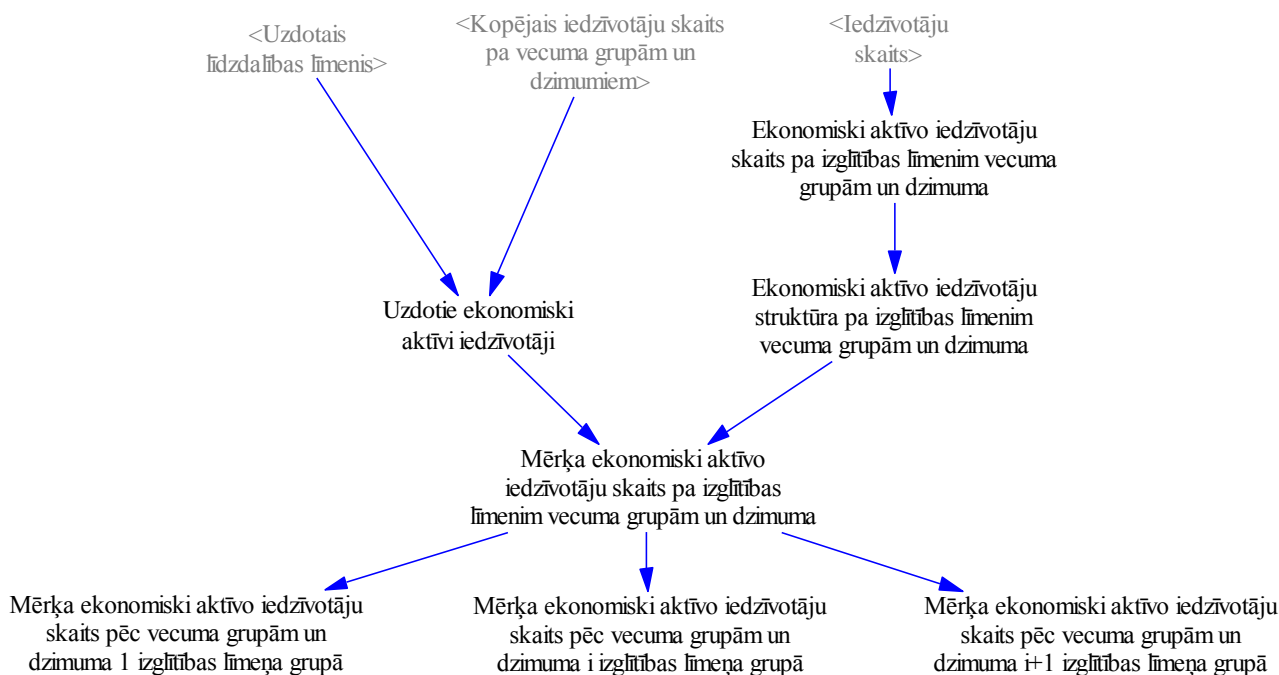 <Uzdotais
līdzdalības līmenis>
<Kopējais iedzīvotāju skaits
pa vecuma grupām un
dzimumiem>
<Iedzīvotāju
skaits>
Ekonomiski aktīvo iedzīvotāju
skaits pa izglītības līmenim vecuma
grupām un dzimuma
Uzdotie ekonomiski
aktīvi iedzīvotāji
Ekonomiski aktīvo iedzīvotāju
struktūra pa izglītības līmenim
vecuma grupām un dzimuma
Mērķa ekonomiski aktīvo
iedzīvotāju skaits pa izglītības
līmenim vecuma grupām un dzimuma
Mērķa ekonomiski aktīvo iedzīvotāju
skaits pēc vecuma grupām un
dzimuma 1 izglītības līmeņa grupā
Mērķa ekonomiski aktīvo iedzīvotāju
skaits pēc vecuma grupām un
dzimuma i izglītības līmeņa grupā
Mērķa ekonomiski aktīvo iedzīvotāju
skaits pēc vecuma grupām un
dzimuma i+1 izglītības līmeņa grupā